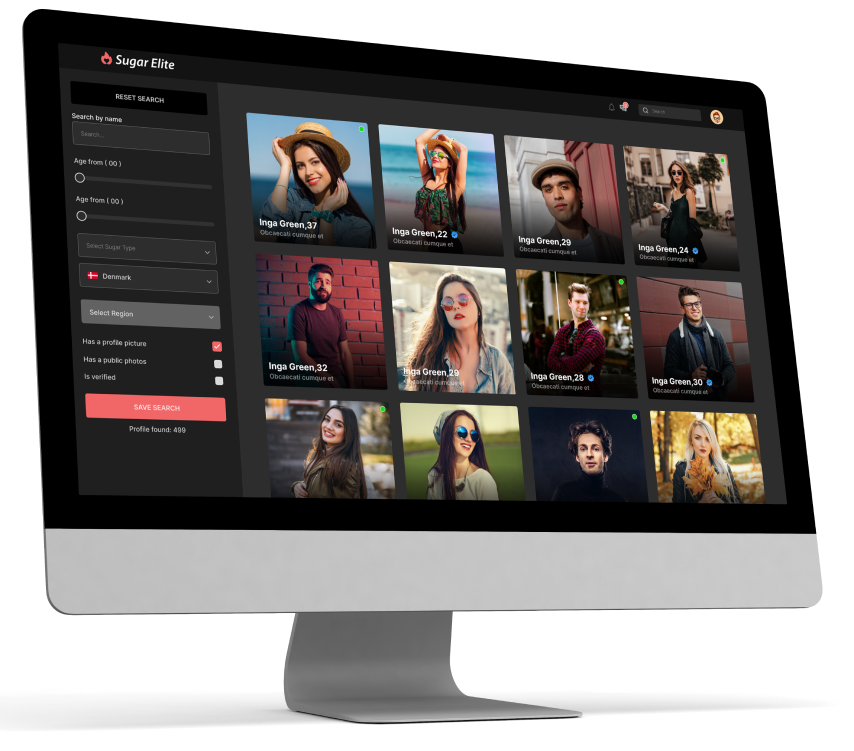 Sugar Elite
Search
RESET SEARCH
Search by name
Search...
Age from ( 00 )
Age from ( 00 )
Select Sugar Type
Denmark
Select Region
Has a profile picture
Has a public photos
Is verified
SAVE SEARCH
Profile found: 499
Inga Green,37
Obcaecati cumque et
Inga Green,22
Obcaecati cumque et
Inga Green,29
Obcaecati cumque et
Inga Green,24
Obcaecati cumque et
Inga Green,32
Obcaecati cumque et
Inga Green,29
Obcaecati cumque et
Inga Green,28
Obcaecati cumque et
Inga Green,30
Obcaecati cumque et